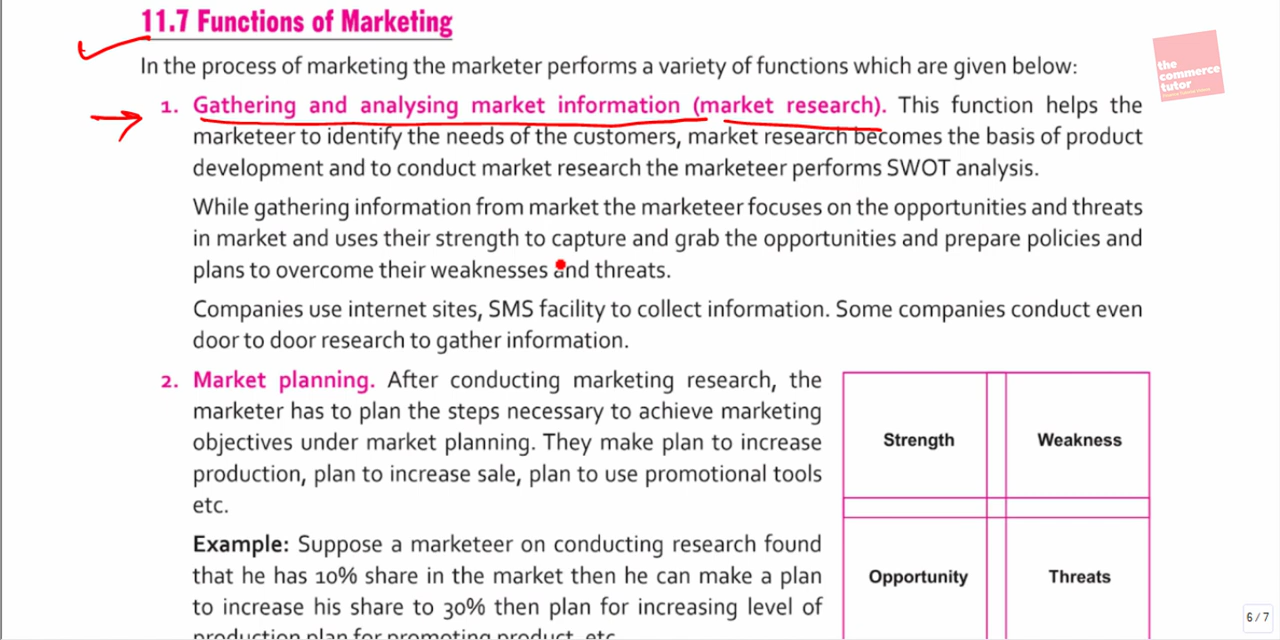 11.7 Functions of Marketing
the
commerce
tutor
In the process of marketing the marketer performs a variety of functions which are given below:
1. Gathering and analysing market information (market research). This function helps the
marketeer to identify the needs of the customers, market research becomes the basis of product
development and to conduct market research the marketeer performs SWOT analysis.
While gathering information from market the marketeer focuses on the opportunities and threats
in market and uses their strength to capture and grab the opportunities and prepare policies and
plans to overcome their weaknesses and threats.
Companies use internet sites, SMS facility to collect information. Some companies conduct even
door to door research to gather information.
2. Market planning. After conducting marketing research, the
marketer has to plan the steps necessary to achieve marketing
objectives under market planning. They make plan to increase
production, plan to increase sale, plan to use promotional tools
etc.
Example: Suppose a marketeer on conducting research found
that he has 10% share in the market then he can make a plan
to increase his share to 30% then plan for increasing level of
production plan for promoting product, etc.
Strength
Weakness
Opportunity
Threats
6 / 7